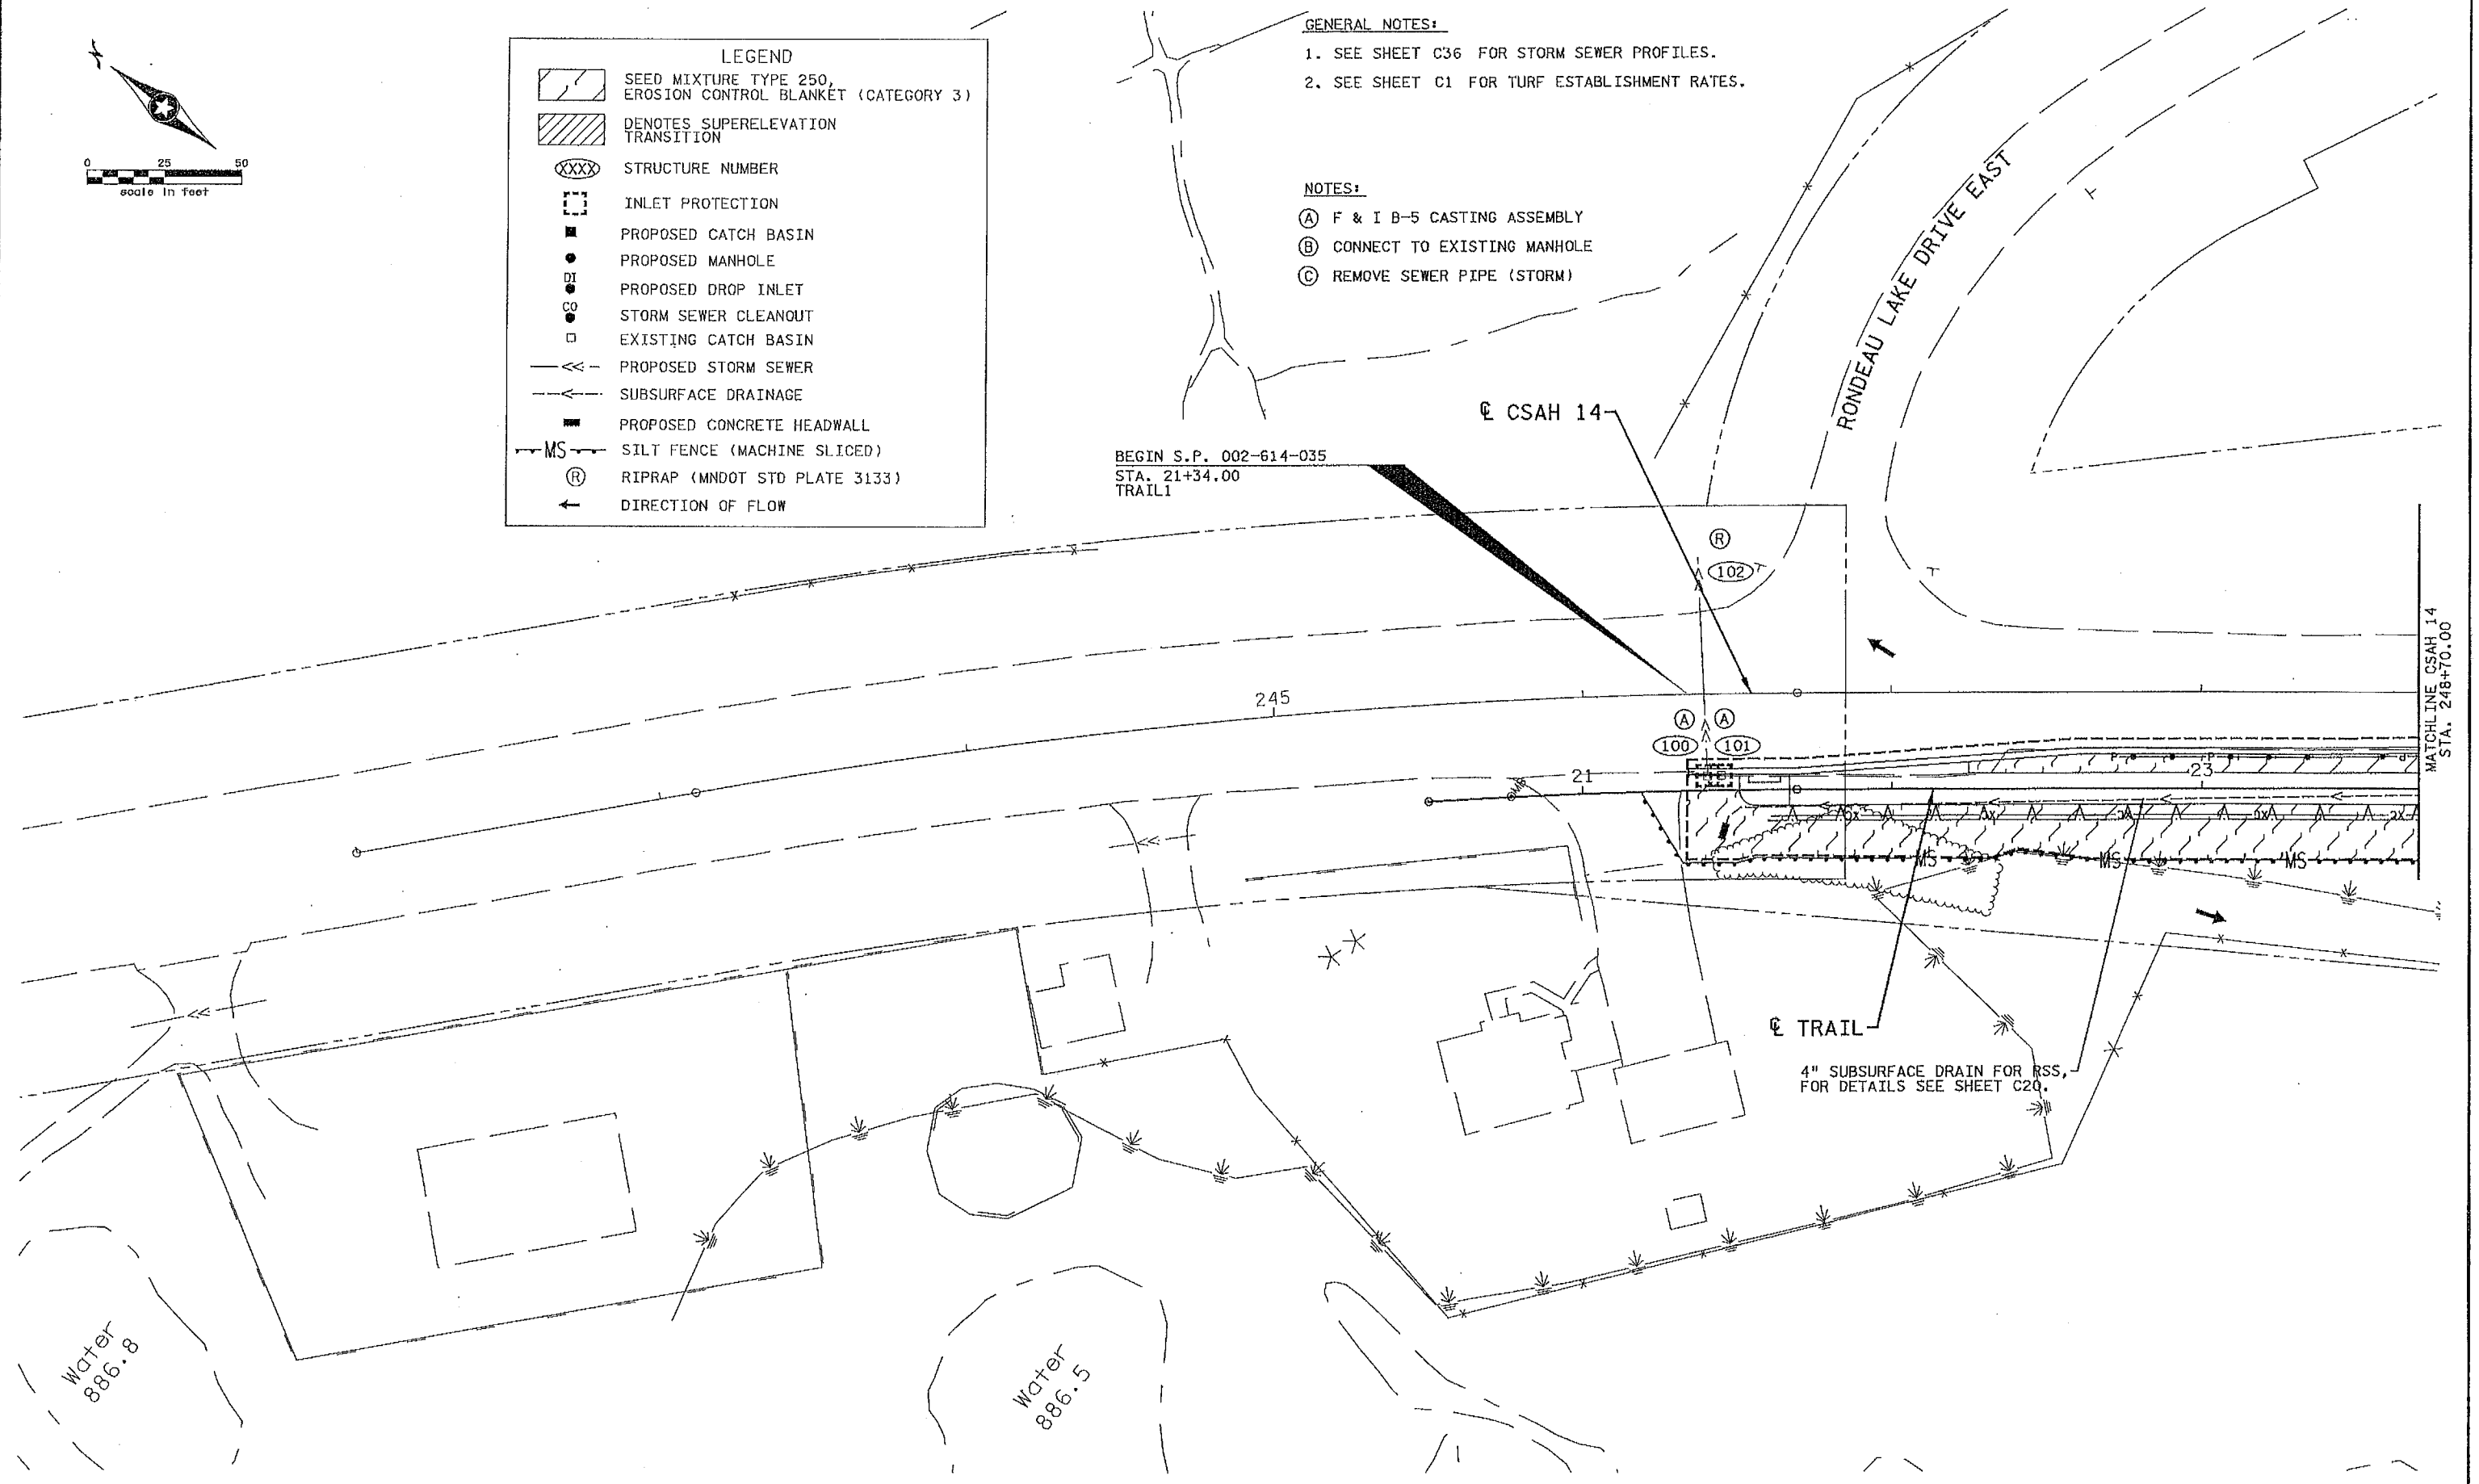 N
0 25 50
scale in feet
LEGEND
SEED MIXTURE TYPE 250,
EROSION CONTROL BLANKET (CATEGORY 3)
DENOTES SUPERELEVATION
TRANSITION
XXXX STRUCTURE NUMBER
INLET PROTECTION
PROPOSED CATCH BASIN
PROPOSED MANHOLE
DI
PROPOSED DROP INLET
CO
STORM SEWER CLEANOUT
EXISTING CATCH BASIN
PROPOSED STORM SEWER
SUBSURFACE DRAINAGE
PROPOSED CONCRETE HEADWALL
MS SILT FENCE (MACHINE SLICED)
R RIPRAP (MNDOT STD PLATE 3133)
DIRECTION OF FLOW
GENERAL NOTES:
1. SEE SHEET C36 FOR STORM SEWER PROFILES.
2. SEE SHEET C1 FOR TURF ESTABLISHMENT RATES.
NOTES:
A F & I B-5 CASTING ASSEMBLY
B CONNECT TO EXISTING MANHOLE
C REMOVE SEWER PIPE (STORM)
RONDEAU LAKE DRIVE EAST
℄ CSAH 14
BEGIN S.P. 002-614-035
STA. 21+34.00
TRAIL1
R
102
MATCHLINE CSAH 14
STA. 248+70.00
245
A A
100 101
21
23
MS
MS MS MS
℄ TRAIL
4" SUBSURFACE DRAIN FOR RSS,
FOR DETAILS SEE SHEET C20.
Water
886.8
Water
886.5